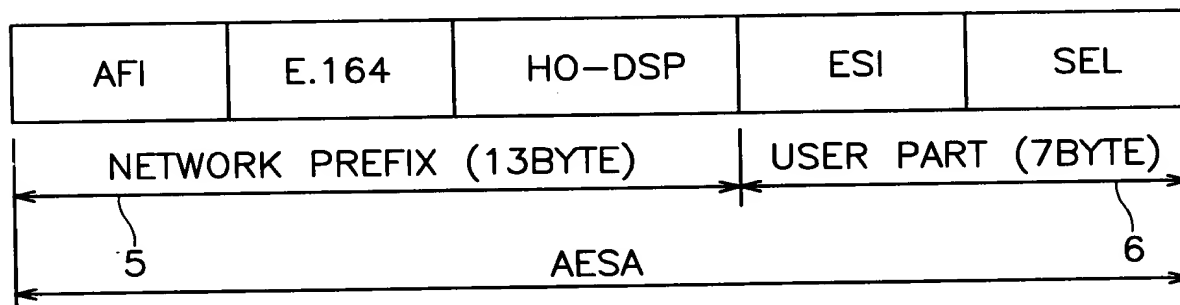 AFI E.164 HO-DSP ESI SEL
NETWORK PREFIX (13BYTE) USER PART (7BYTE)
5 6
AESA